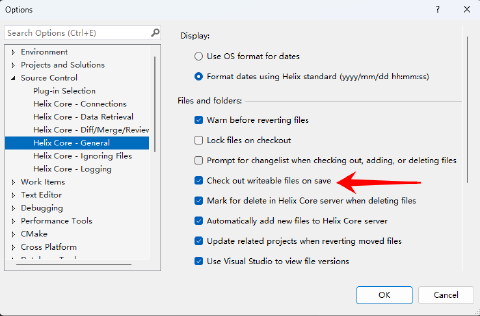 Options
Search Options (Ctrl+E)
Environment
Projects and Solutions
Source Control
Plug-in Selection
Helix Core - Connections
Helix Core - Data Retrieval
Helix Core - Diff/Merge/Review
Helix Core - General
Helix Core - Ignoring Files
Helix Core - Logging
Work Items
Text Editor
Debugging
Performance Tools
CMake
Cross Platform
Display:
Use OS format for dates
Format dates using Helix standard (yyyy/mm/dd hh:mm:ss)
Files and folders:
Warn before reverting files
Lock files on checkout
Prompt for changelist when checking out, adding, or deleting files
Check out writeable files on save
Mark for delete in Helix Core server when deleting files
Automatically add new files to Helix Core server
Update related projects when reverting moved files
Use Visual Studio to view file versions
OK
Cancel